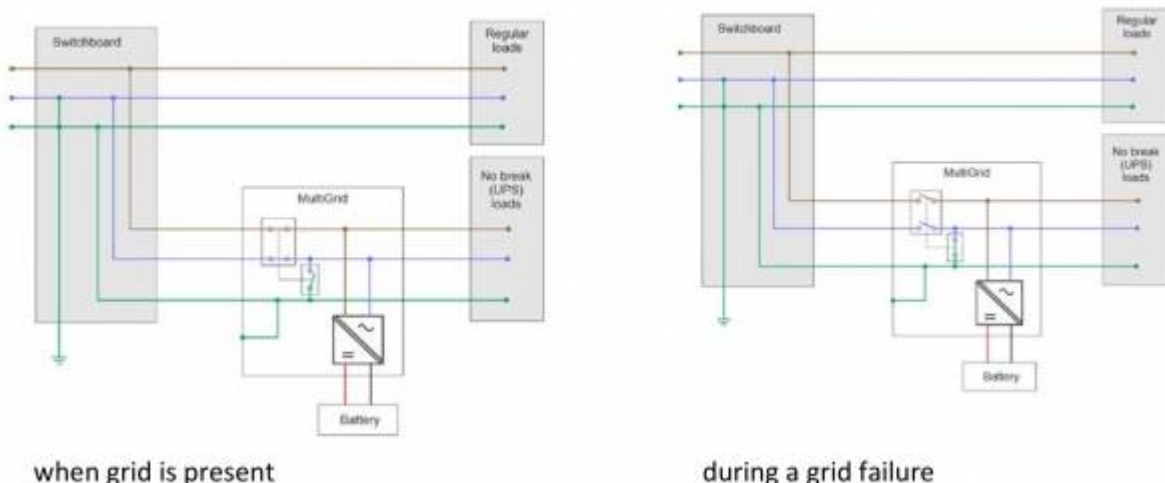 Switchboard
Regular
loads
No break
(UPS)
loads
MultiGrid
Battery
when grid is present
Switchboard
Regular
loads
No break
(UPS)
loads
MultiGrid
Battery
during a grid failure